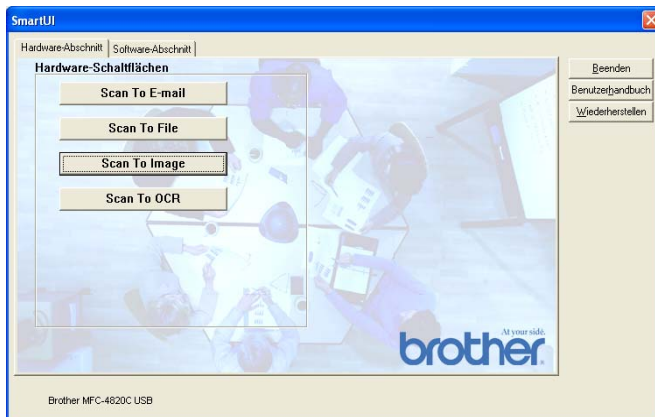 SmartUI
Hardware-Abschnitt Software-Abschnitt
Hardware-Schaltflächen
Scan To E-mail
Scan To File
Scan To Image
Scan To OCR
Beenden
Benutzerhandbuch
Wiederherstellen
At your side.
brother
Brother MFC-4820C USB